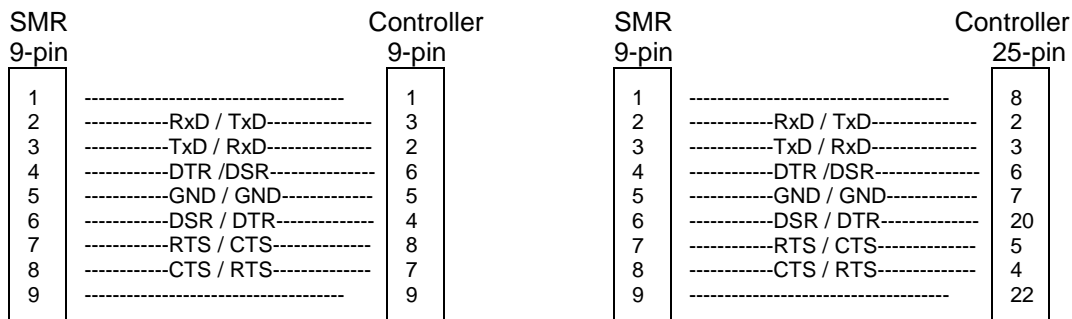 SMR Controller SMR Controller
9-pin 9-pin 9-pin 25-pin
1 ------------------------------------- 1 1 ------------------------------------- 8
2 ------------RxD / TxD--------------- 3 2 ------------RxD / TxD--------------- 2
3 ------------TxD / RxD--------------- 2 3 ------------TxD / RxD--------------- 3
4 ------------DTR /DSR--------------- 6 4 ------------DTR /DSR--------------- 6
5 ------------GND / GND------------- 5 5 ------------GND / GND------------- 7
6 ------------DSR / DTR-------------- 4 6 ------------DSR / DTR-------------- 20
7 ------------RTS / CTS-------------- 8 7 ------------RTS / CTS-------------- 5
8 ------------CTS / RTS-------------- 7 8 ------------CTS / RTS-------------- 4
9 ------------------------------------- 9 9 ------------------------------------- 22